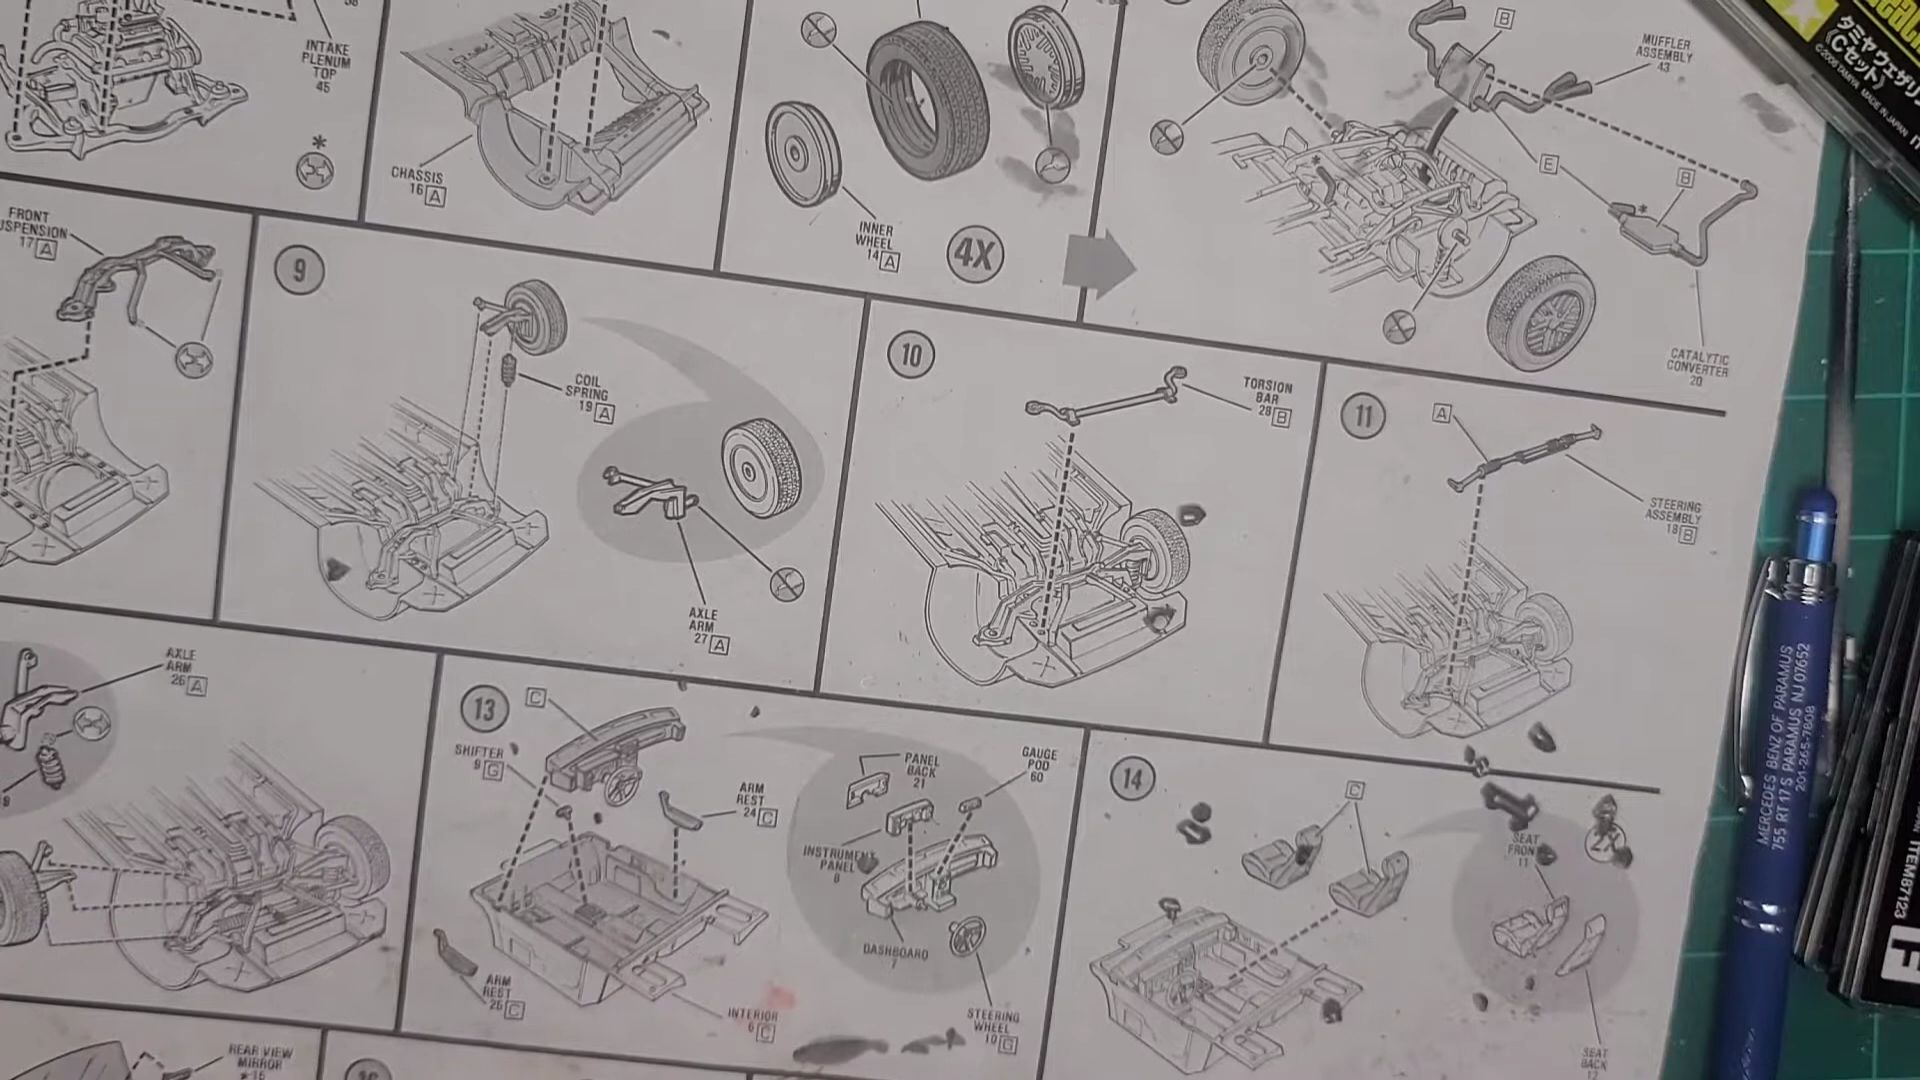 INTAKE
PLENUM
TOP
45
*
CHASSIS
16 A
INNER
WHEEL
14 A
4X
B
MUFFLER
ASSEMBLY
43
*
E
B
*
CATALYTIC
CONVERTER
20
FRONT
17 A
9
COIL
SPRING
19 A
AXLE
ARM
27 A
10
TORSION
BAR
28 B
11
A
STEERING
ASSEMBLY
18 B
AXLE
ARM
26 A
13
C
SHIFTER
9 G
ARM
REST
24 C
PANEL
BACK
21
GAUGE
POD
60
INSTRUMENT
PANEL
8
DASHBOARD
7
STEERING
WHEEL
10 G
ARM
REST
25 C
INTERIOR
6 C
14
C
SEAT
FRONT
11
SEAT
BACK
12
REAR VIEW
MIRROR
タミヤウェザリン
《Cセット》
MADE IN JAPAN
MERCEDES BENZ OF PARAMUS
755 RT 17 S PARAMUS NJ 07652
201-265-7808
ITEM87123